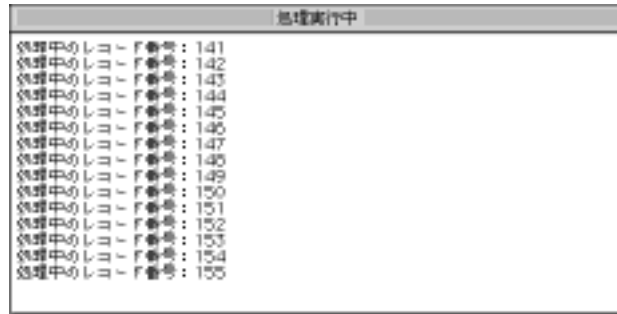 処理実行中
処理中のレコード番号：141
処理中のレコード番号：142
処理中のレコード番号：143
処理中のレコード番号：144
処理中のレコード番号：145
処理中のレコード番号：146
処理中のレコード番号：147
処理中のレコード番号：148
処理中のレコード番号：149
処理中のレコード番号：150
処理中のレコード番号：151
処理中のレコード番号：152
処理中のレコード番号：153
処理中のレコード番号：154
処理中のレコード番号：155